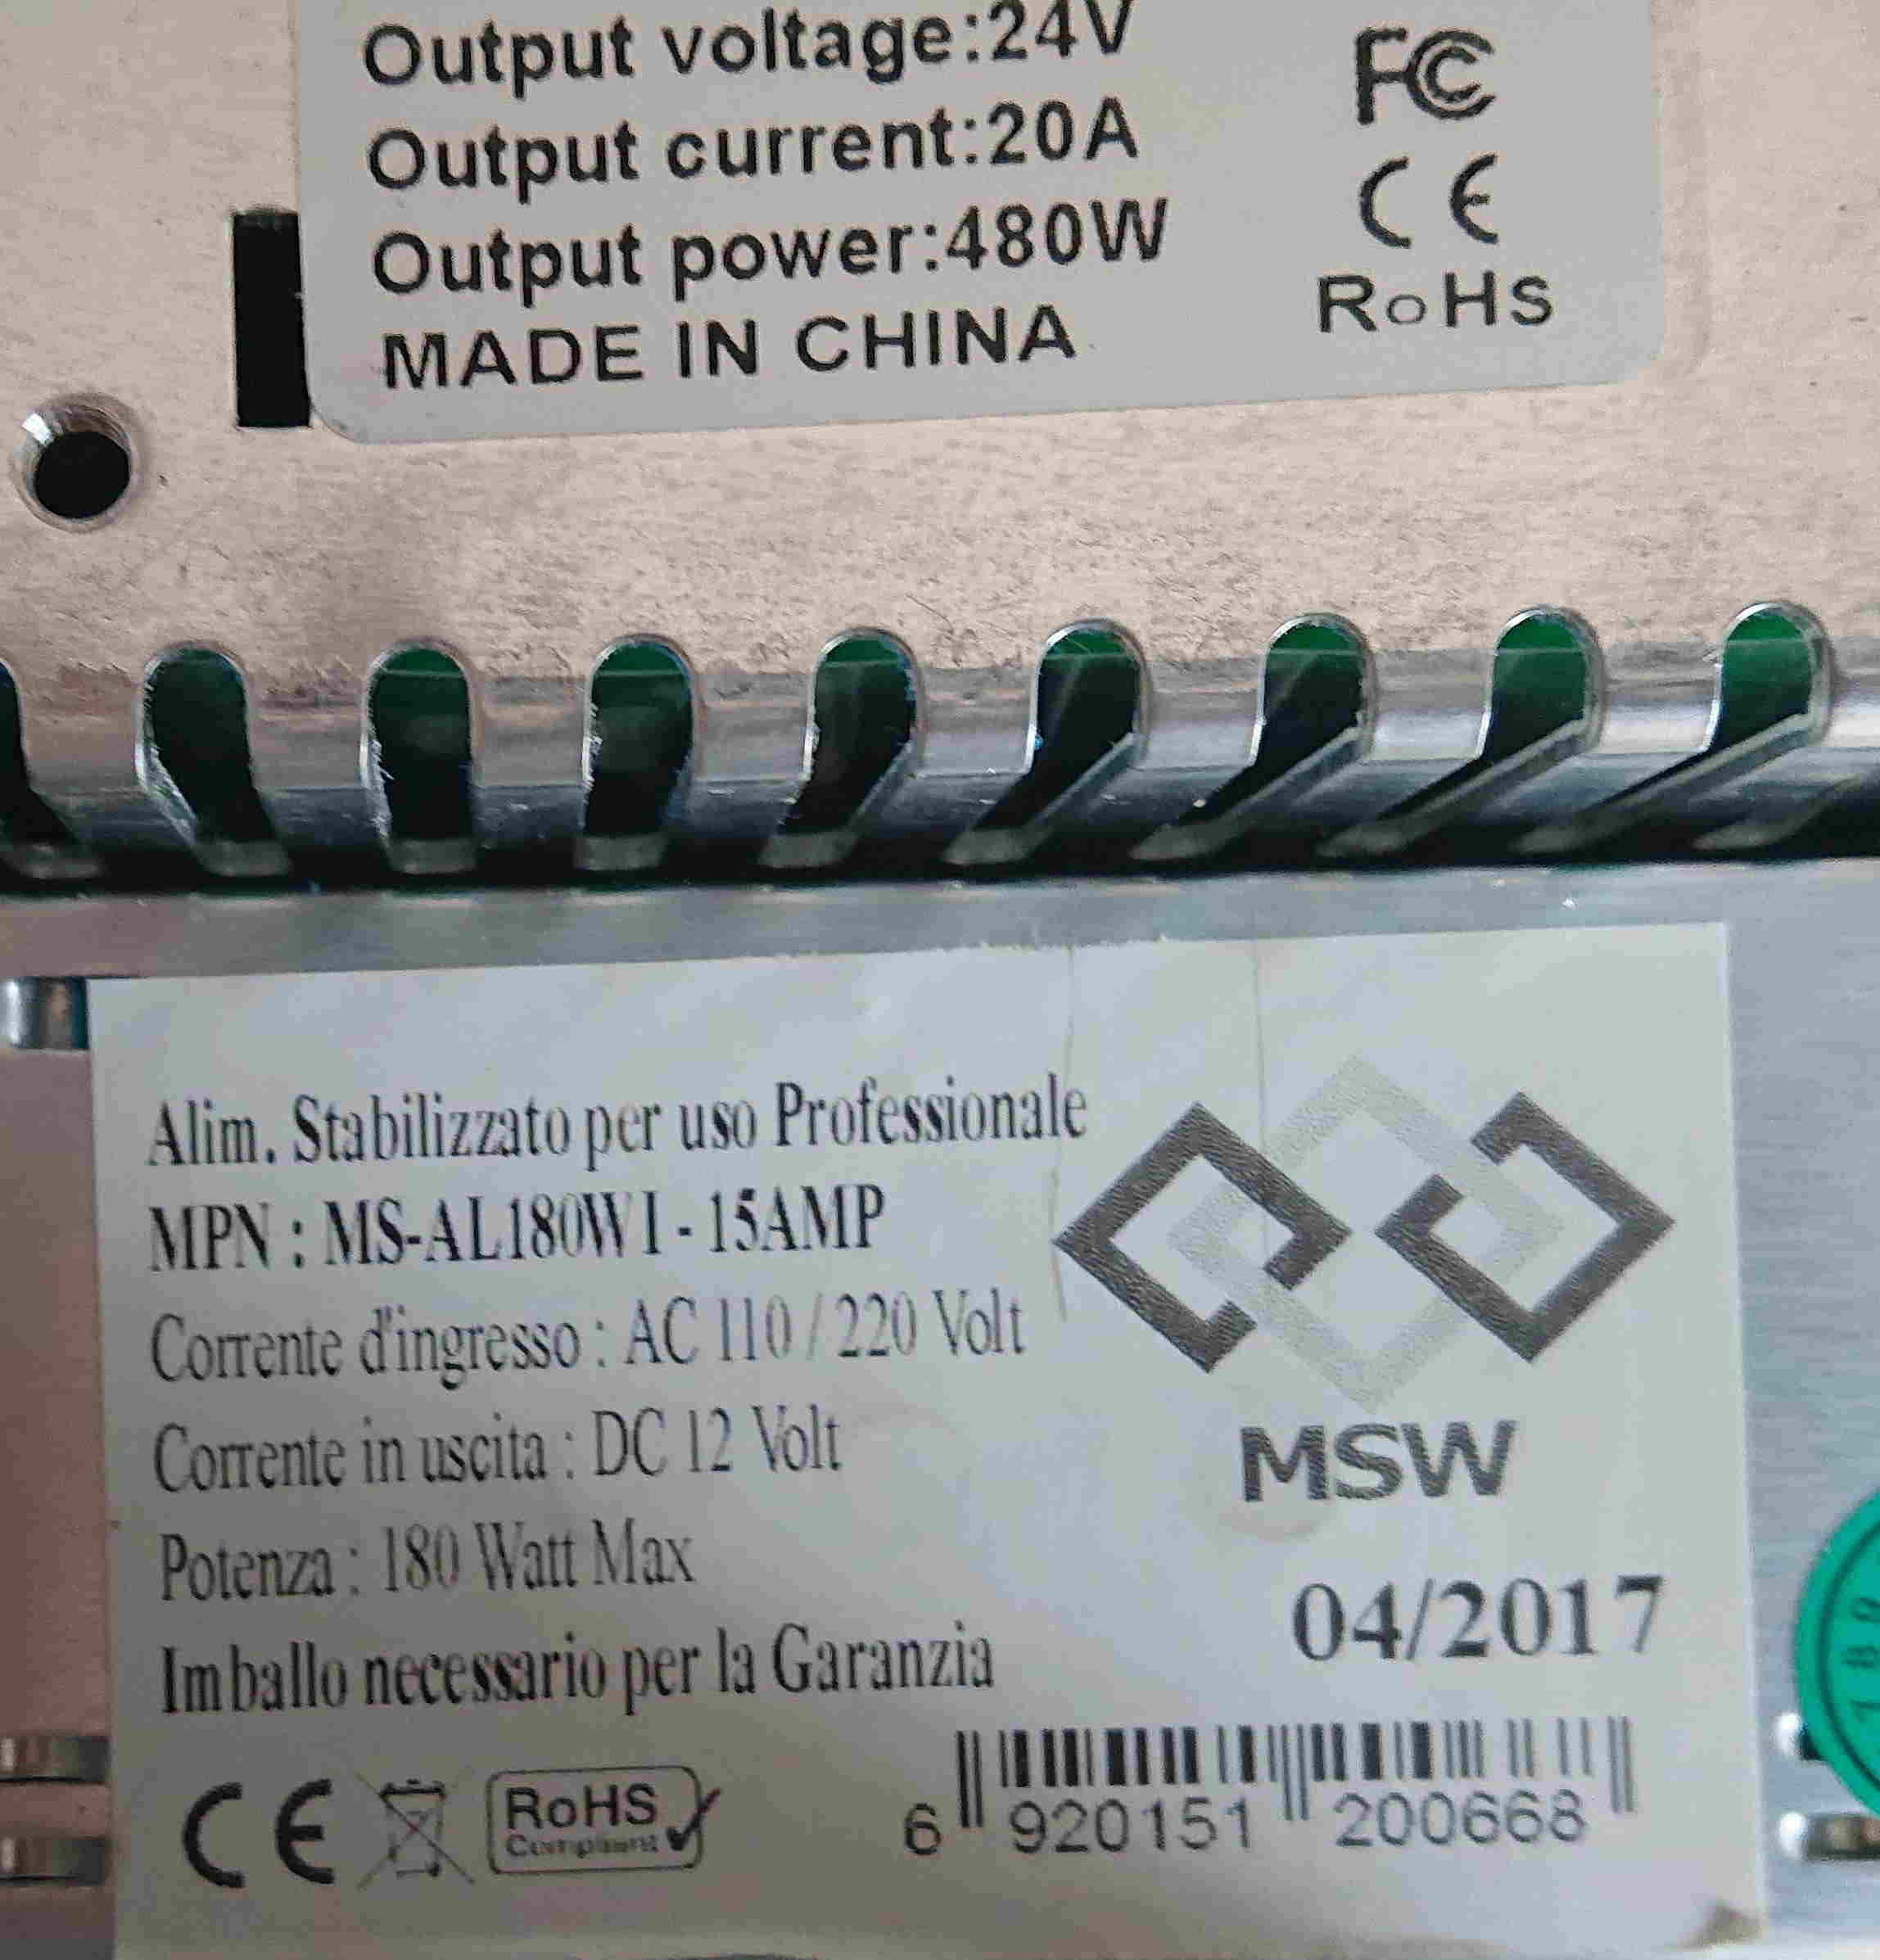 Output voltage:24V
Output current:20A
Output power:480W
MADE IN CHINA
FC
CE
RoHS
Alim. Stabilizzato per uso Professionale
MPN : MS-AL180WI - 15AMP
Corrente d'ingresso : AC 110 / 220 Volt
Corrente in uscita : DC 12 Volt
Potenza : 180 Watt Max
Imballo necessario per la Garanzia
MSW
04/2017
CE
RoHS
Compliant
6 920151 200668